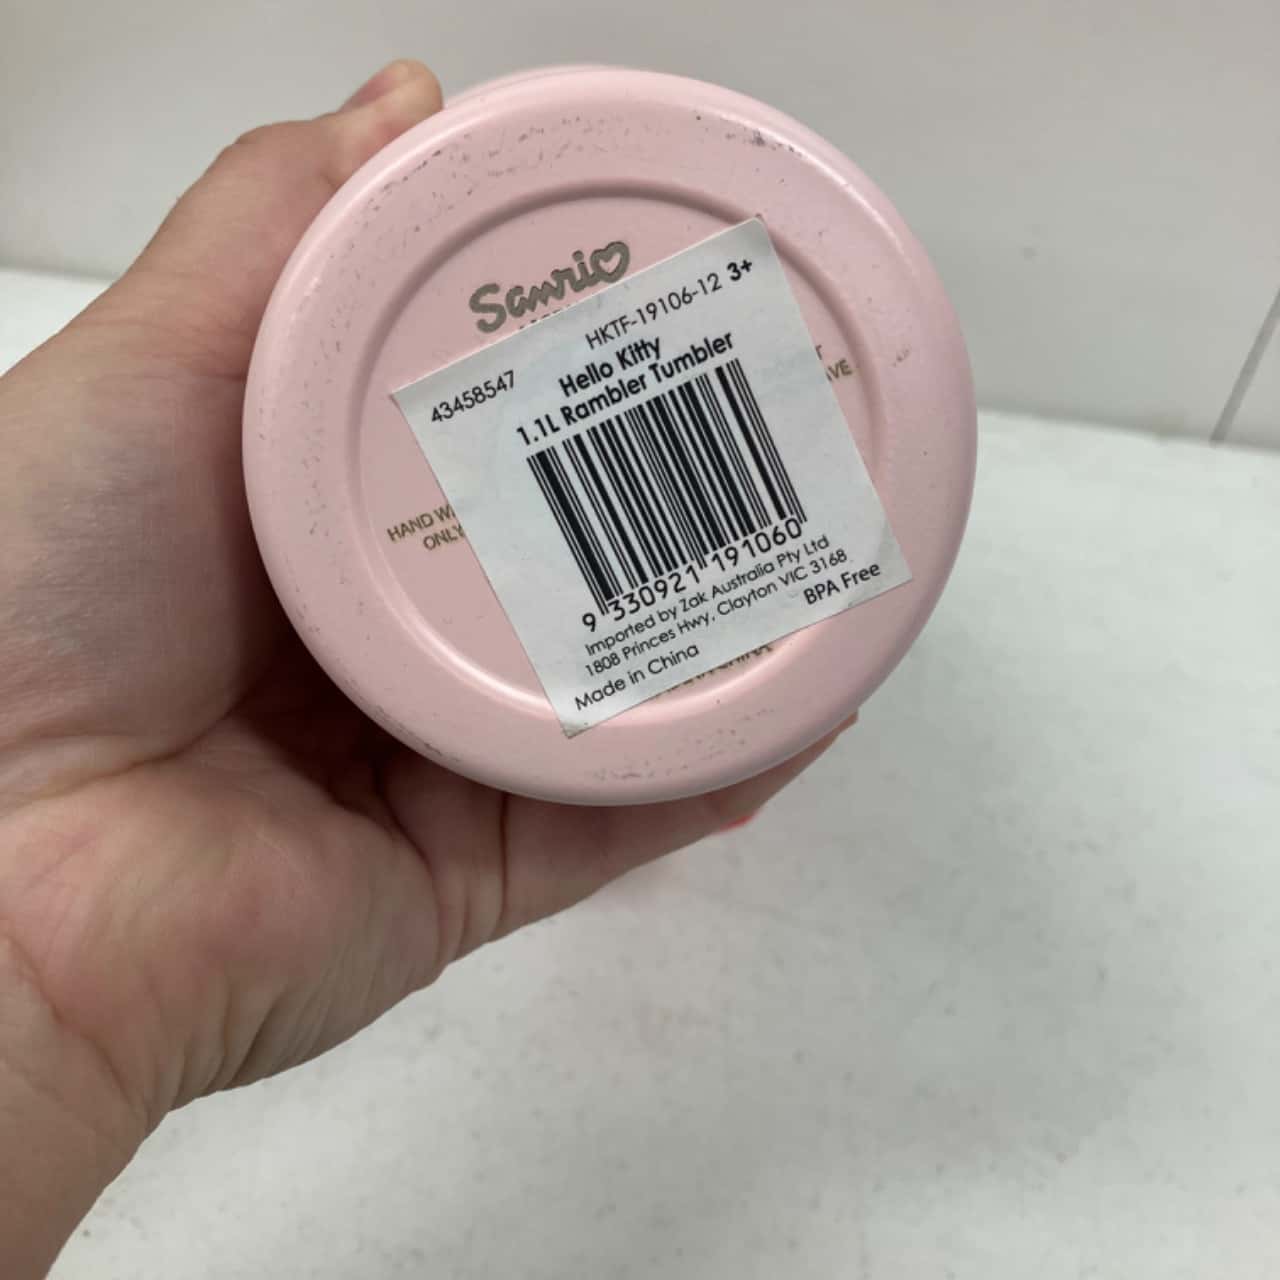 Sanrio
HKTF-19106-12 3+
43458547
Hello Kitty
1.1L Rambler Tumbler
HAND
ONLY
9 330921 191060
Imported by Zak Australia Pty Ltd
1808 Princes Hwy, Clayton VIC 3168
Made in China
BPA Free